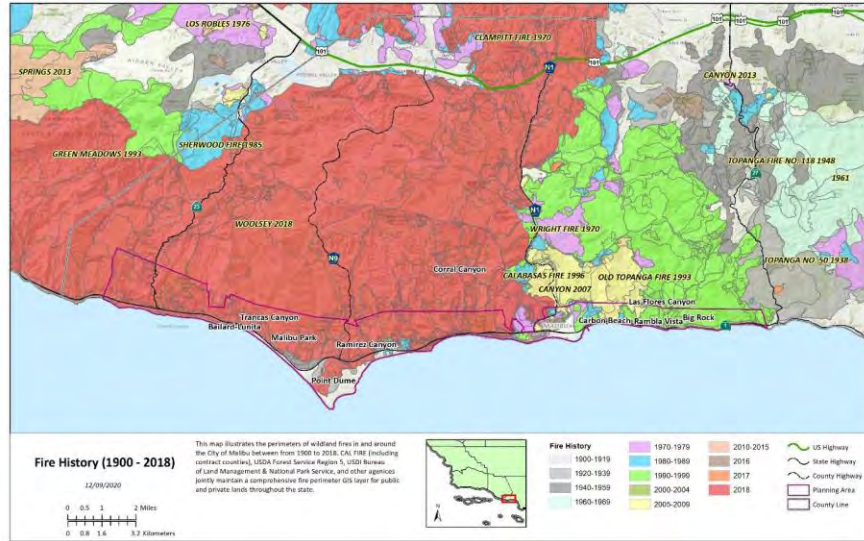 LOS ROBLES 1976
CLAMPITT FIRE 1970
101
101
101
101
101
N1
SPRINGS 2013
CANYON 2013
GREEN MEADOWS 1993
SHERWOOD FIRE 1985
TOPANGA FIRE NO. 118 1948
27
1961
23
WOOLSEY 2018
N1
WRIGHT FIRE 1970
N9
Corral Canyon
CALABASAS FIRE 1996
OLD TOPANGA FIRE 1993
TOPANGA NO. 50 1938
CANYON 2007
Las Flores Canyon
Trancas Canyon
Bailard-Lunita
Carbon Beach
Rambla Vista
Big Rock
1
Malibu Park
Ramirez Canyon
Point Dume
Fire History (1900 - 2018)
12/09/2020
0 0.5 1 2 Miles
0 0.8 1.6 3.2 Kilometers
This map illustrates the perimeters of wildland fires in and around
the City of Malibu between from 1900 to 2018. CAL FIRE (including
contract counties), USDA Forest Service Region 5, USDI Bureau
of Land Management & National Park Service, and other agencies
jointly maintain a comprehensive fire perimeter GIS layer for public
and private lands throughout the state.
N
Fire History
1900-1919
1920-1939
1940-1959
1960-1969
1970-1979
1980-1989
1990-1999
2000-2004
2005-2009
2010-2015
2016
2017
2018
US Highway
State Highway
County Highway
Planning Area
County Line